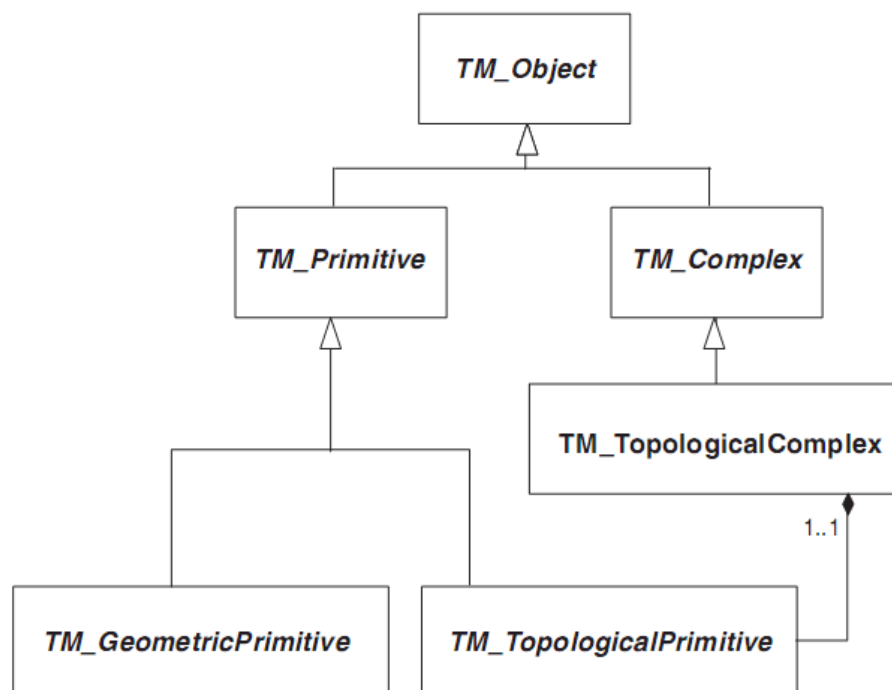 TM_Object
TM_Primitive
TM_Complex
TM_TopologicalComplex
1..1
TM_GeometricPrimitive
TM_TopologicalPrimitive